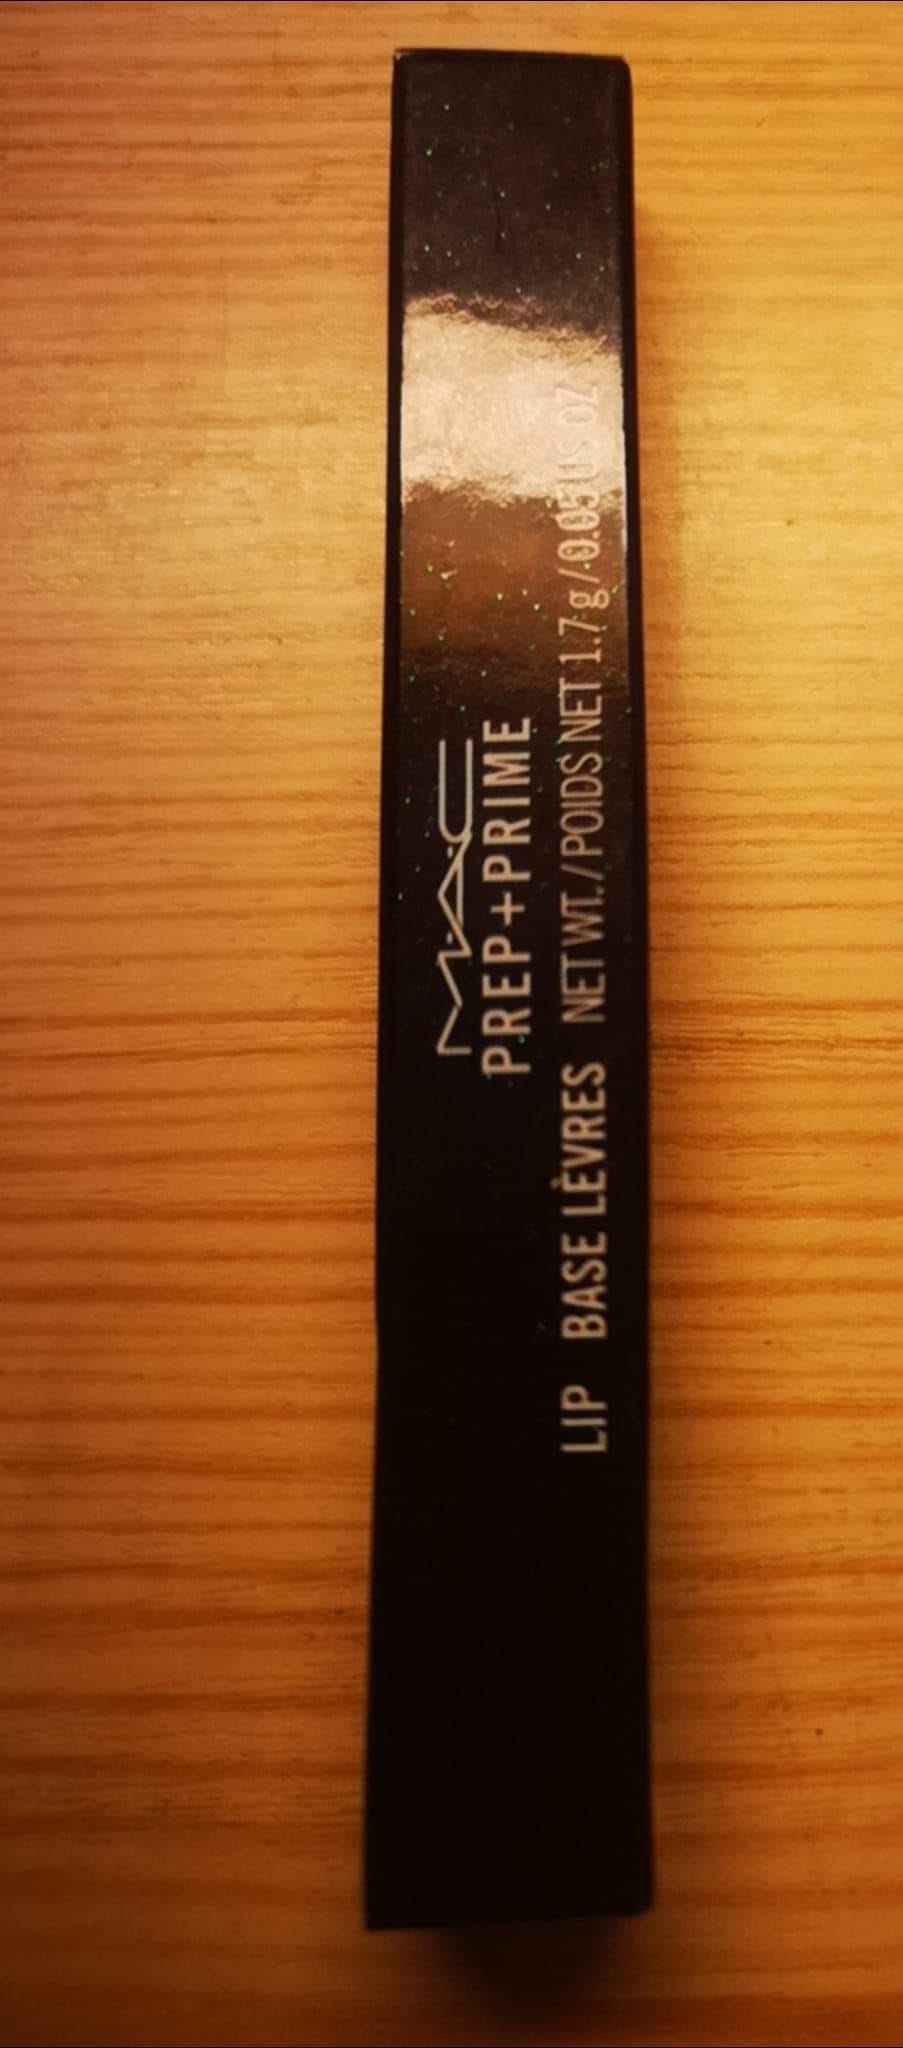 MAC
PREP+PRIME
LIP BASE LÈVRES NET WT./POIDS NET 1.7 g/0.05 US OZ